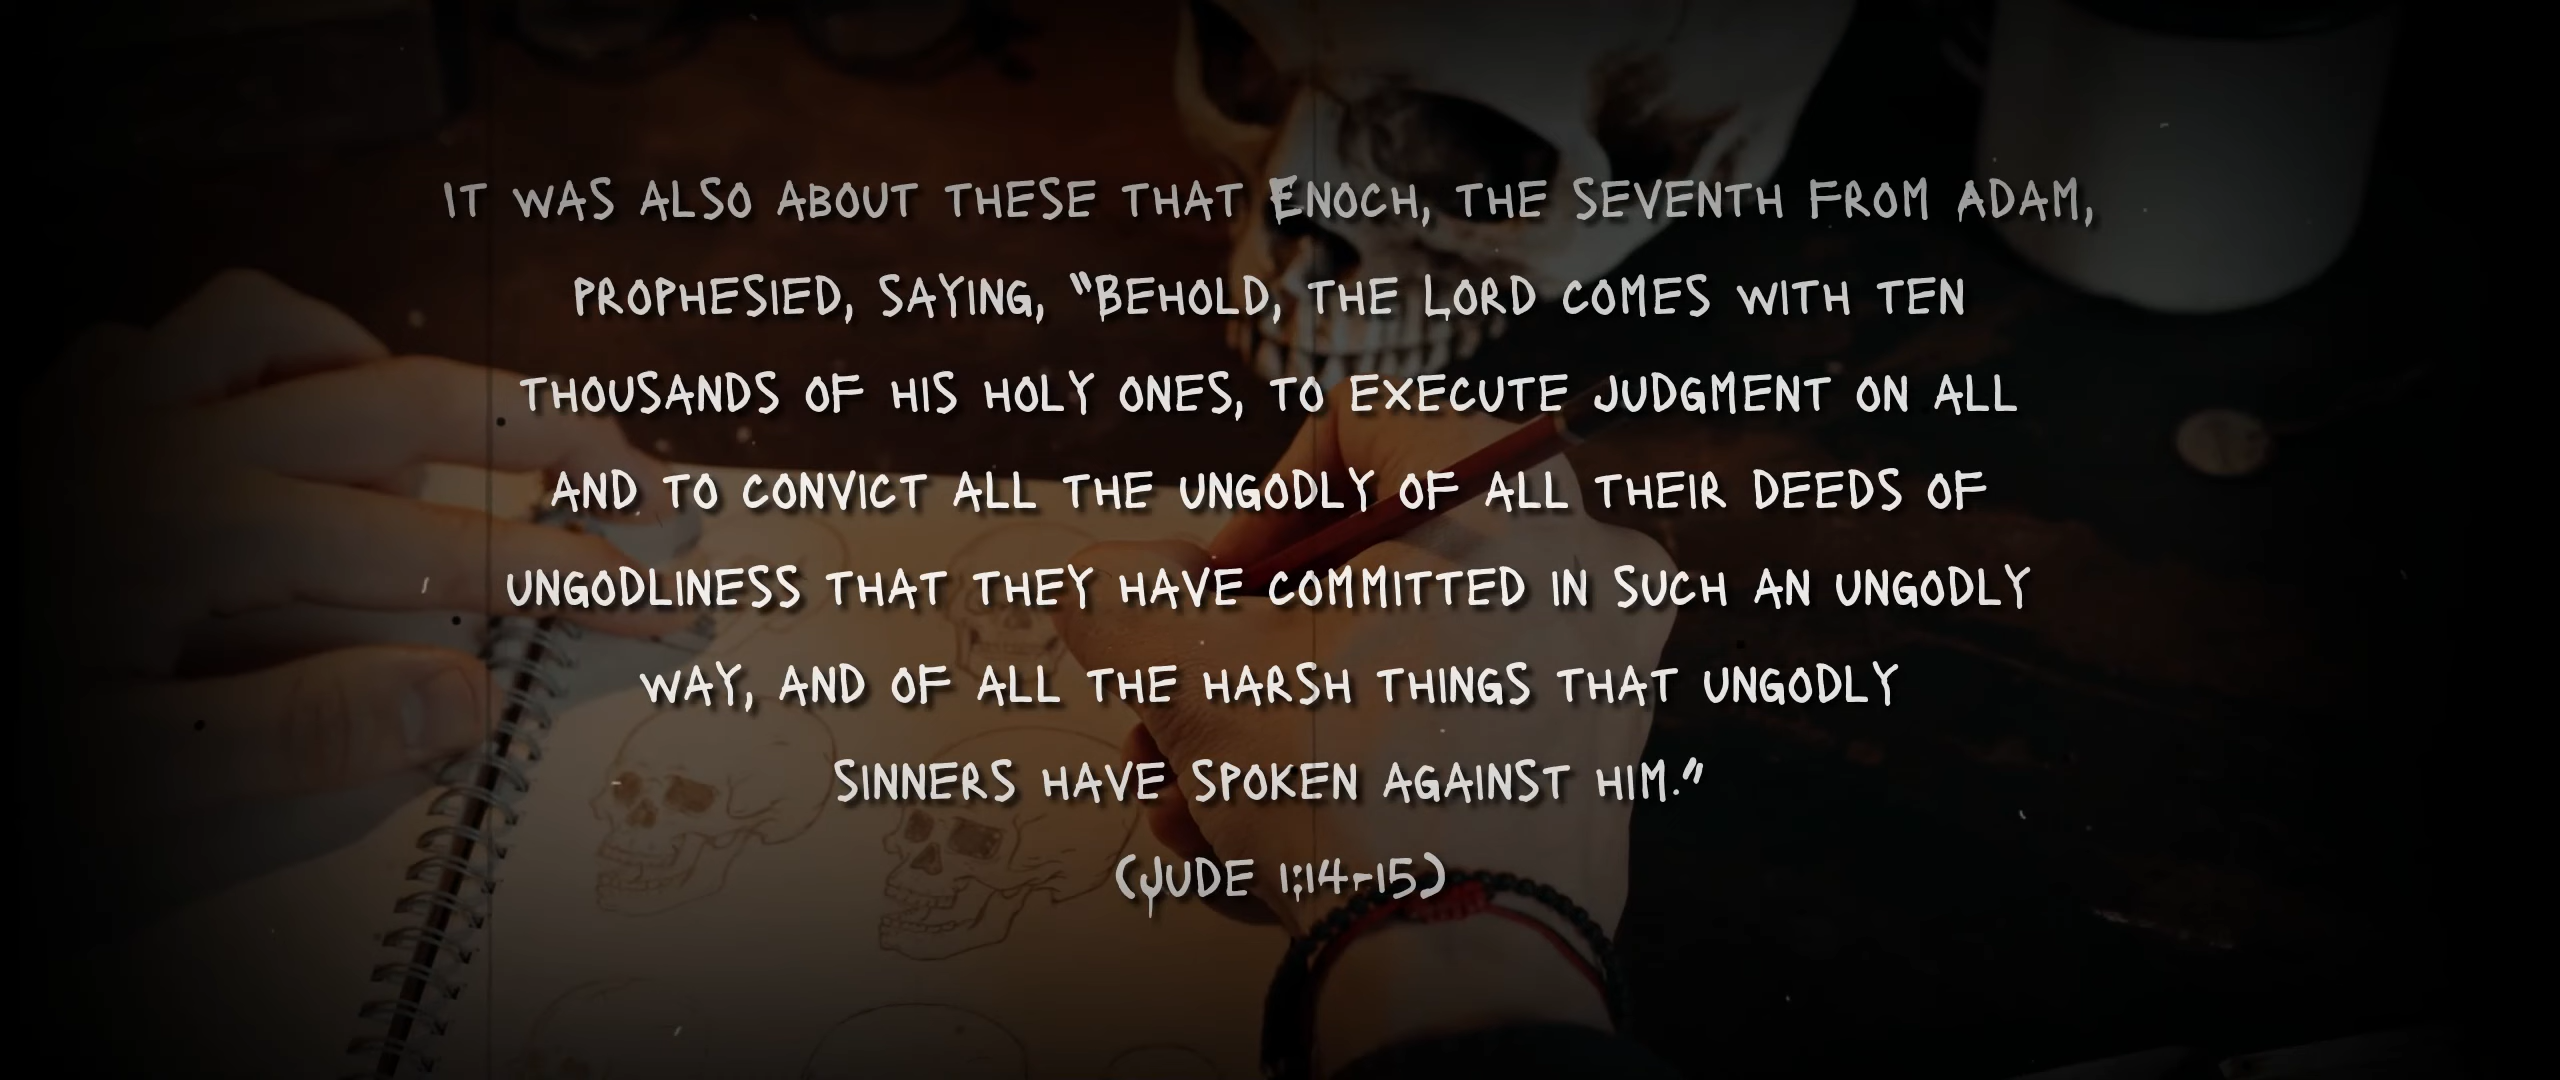 IT WAS ALSO ABOUT THESE THAT ENOCH, THE SEVENTH FROM ADAM,
PROPHESIED, SAYING, "BEHOLD, THE LORD COMES WITH TEN
THOUSANDS OF HIS HOLY ONES, TO EXECUTE JUDGMENT ON ALL
AND TO CONVICT ALL THE UNGODLY OF ALL THEIR DEEDS OF
UNGODLINESS THAT THEY HAVE COMMITTED IN SUCH AN UNGODLY
WAY, AND OF ALL THE HARSH THINGS THAT UNGODLY
SINNERS HAVE SPOKEN AGAINST HIM."
(JUDE 1:14-15)